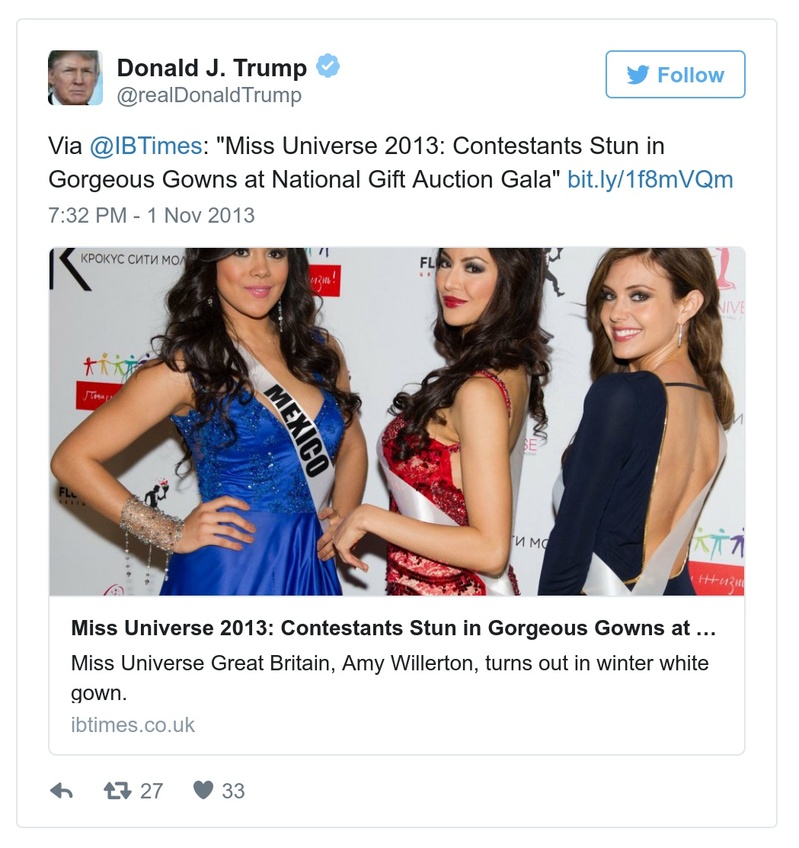 Donald J. Trump
@realDonaldTrump
Follow
Via @IBTimes: "Miss Universe 2013: Contestants Stun in
Gorgeous Gowns at National Gift Auction Gala" bit.ly/1f8mVQm
7:32 PM - 1 Nov 2013
КРОКУС СИТИ МОЛ
MEXICO
Miss Universe 2013: Contestants Stun in Gorgeous Gowns at ...
Miss Universe Great Britain, Amy Willerton, turns out in winter white
gown.
ibtimes.co.uk
27
33